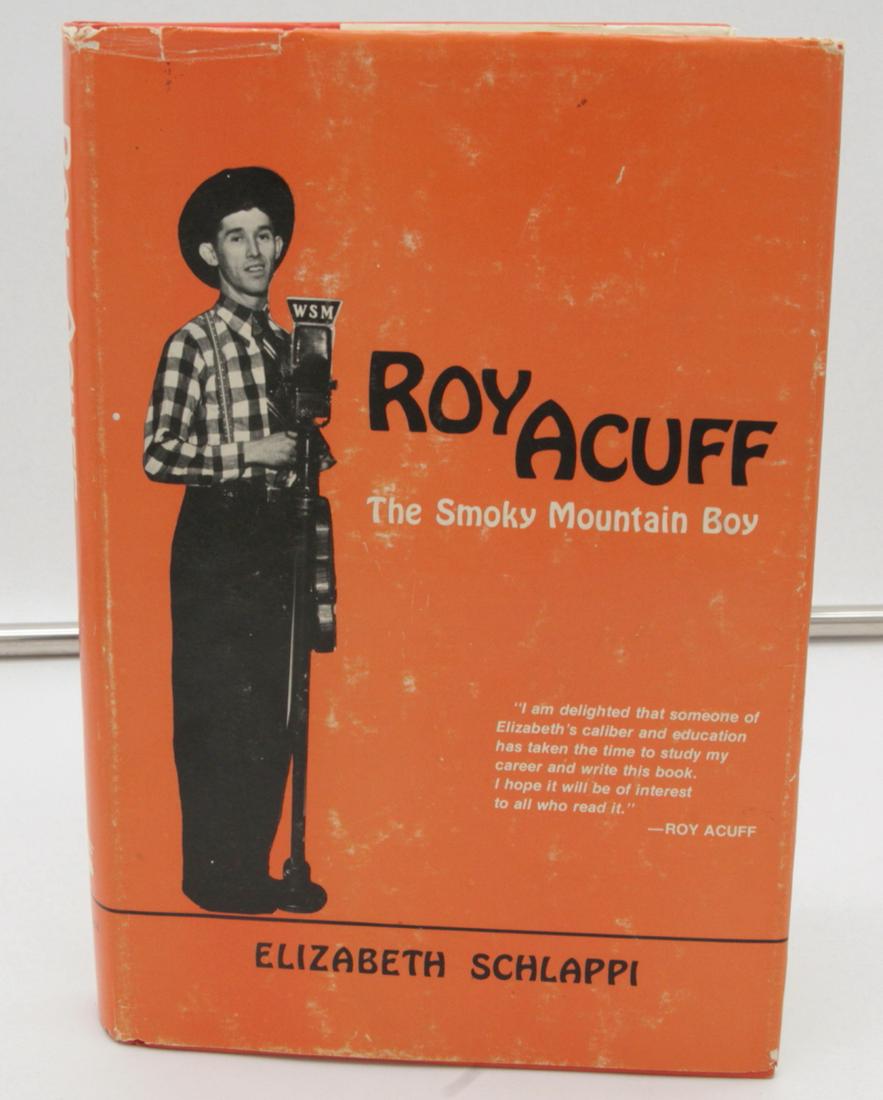 WSM
ROY ACUFF
The Smoky Mountain Boy
"I am delighted that someone of
Elizabeth's caliber and education
has taken the time to study my
career and write this book.
I hope it will be of interest
to all who read it."
—ROY ACUFF
ELIZABETH SCHLAPPI